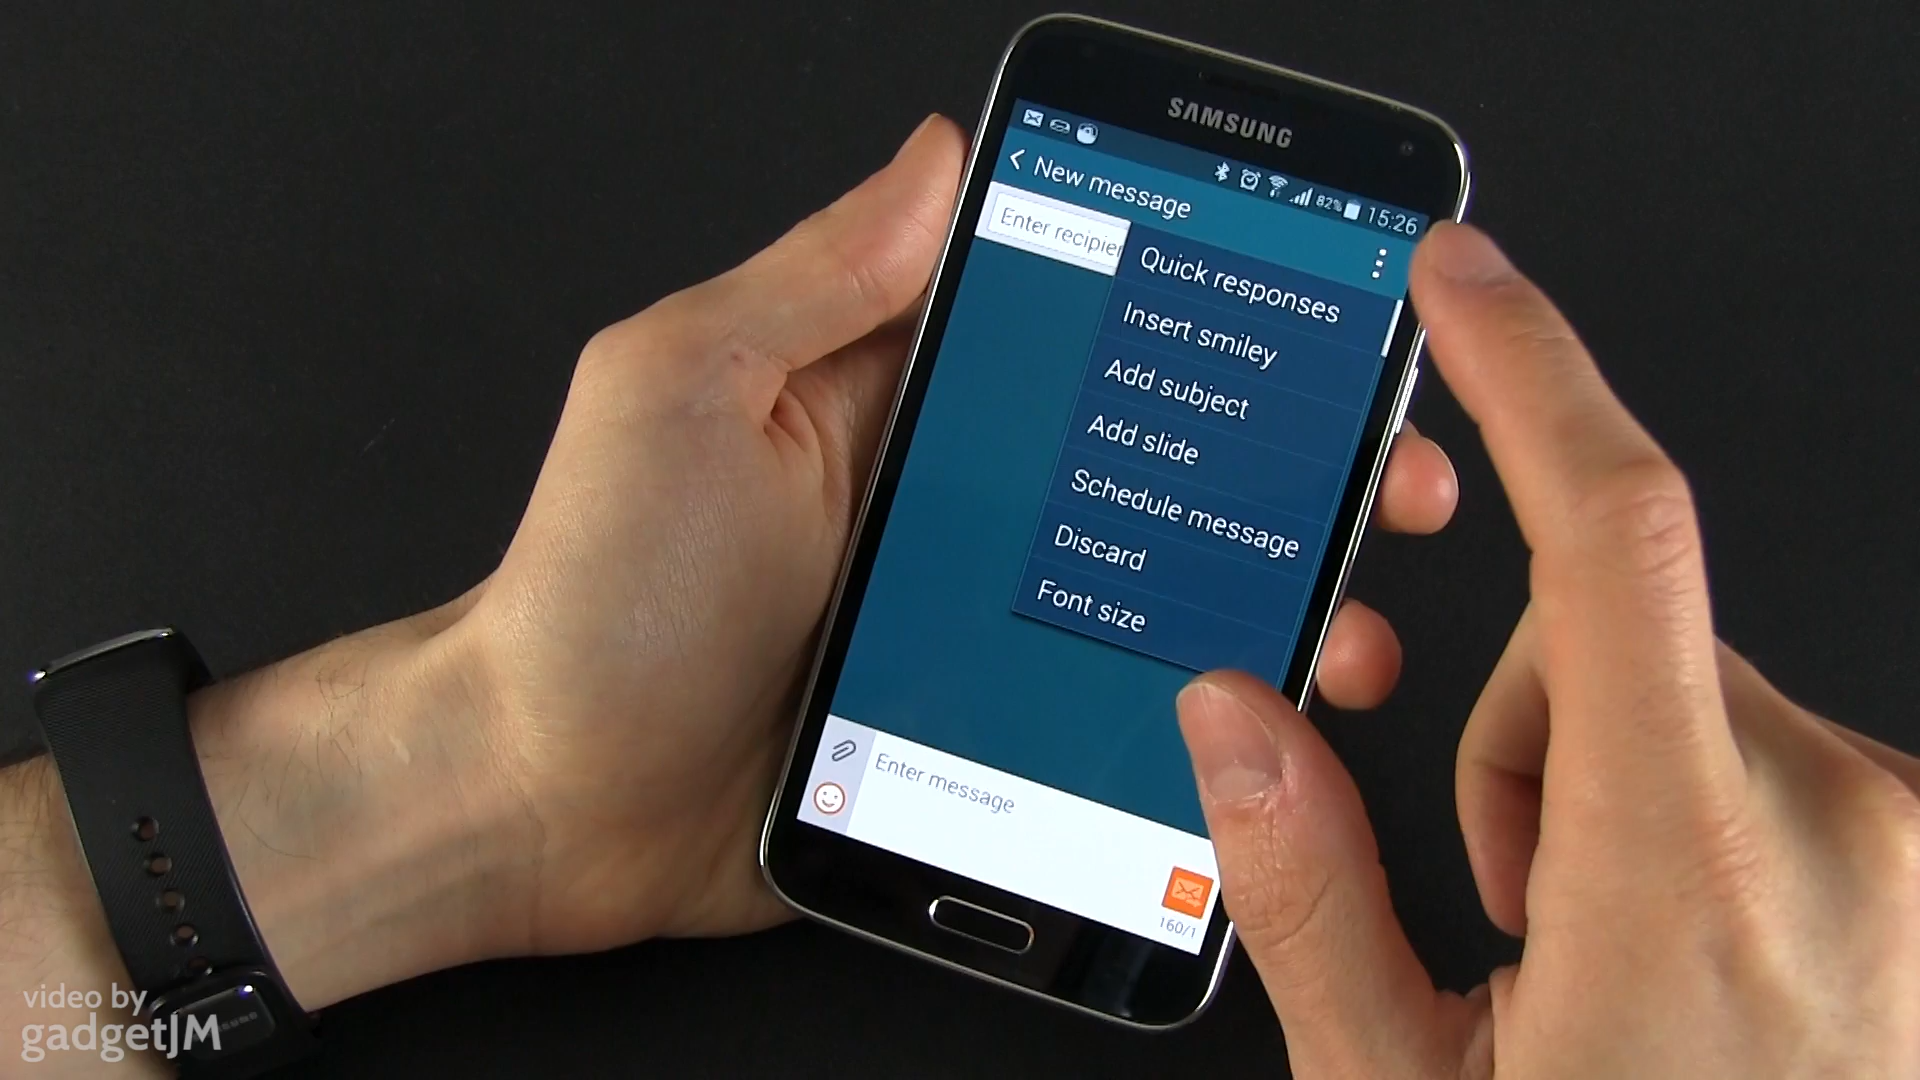 SAMSUNG
82% 15:26
New message
Enter recipie
Quick responses
Insert smiley
Add subject
Add slide
Schedule message
Discard
Font size
Enter message
160/1
video by
gadgetJM